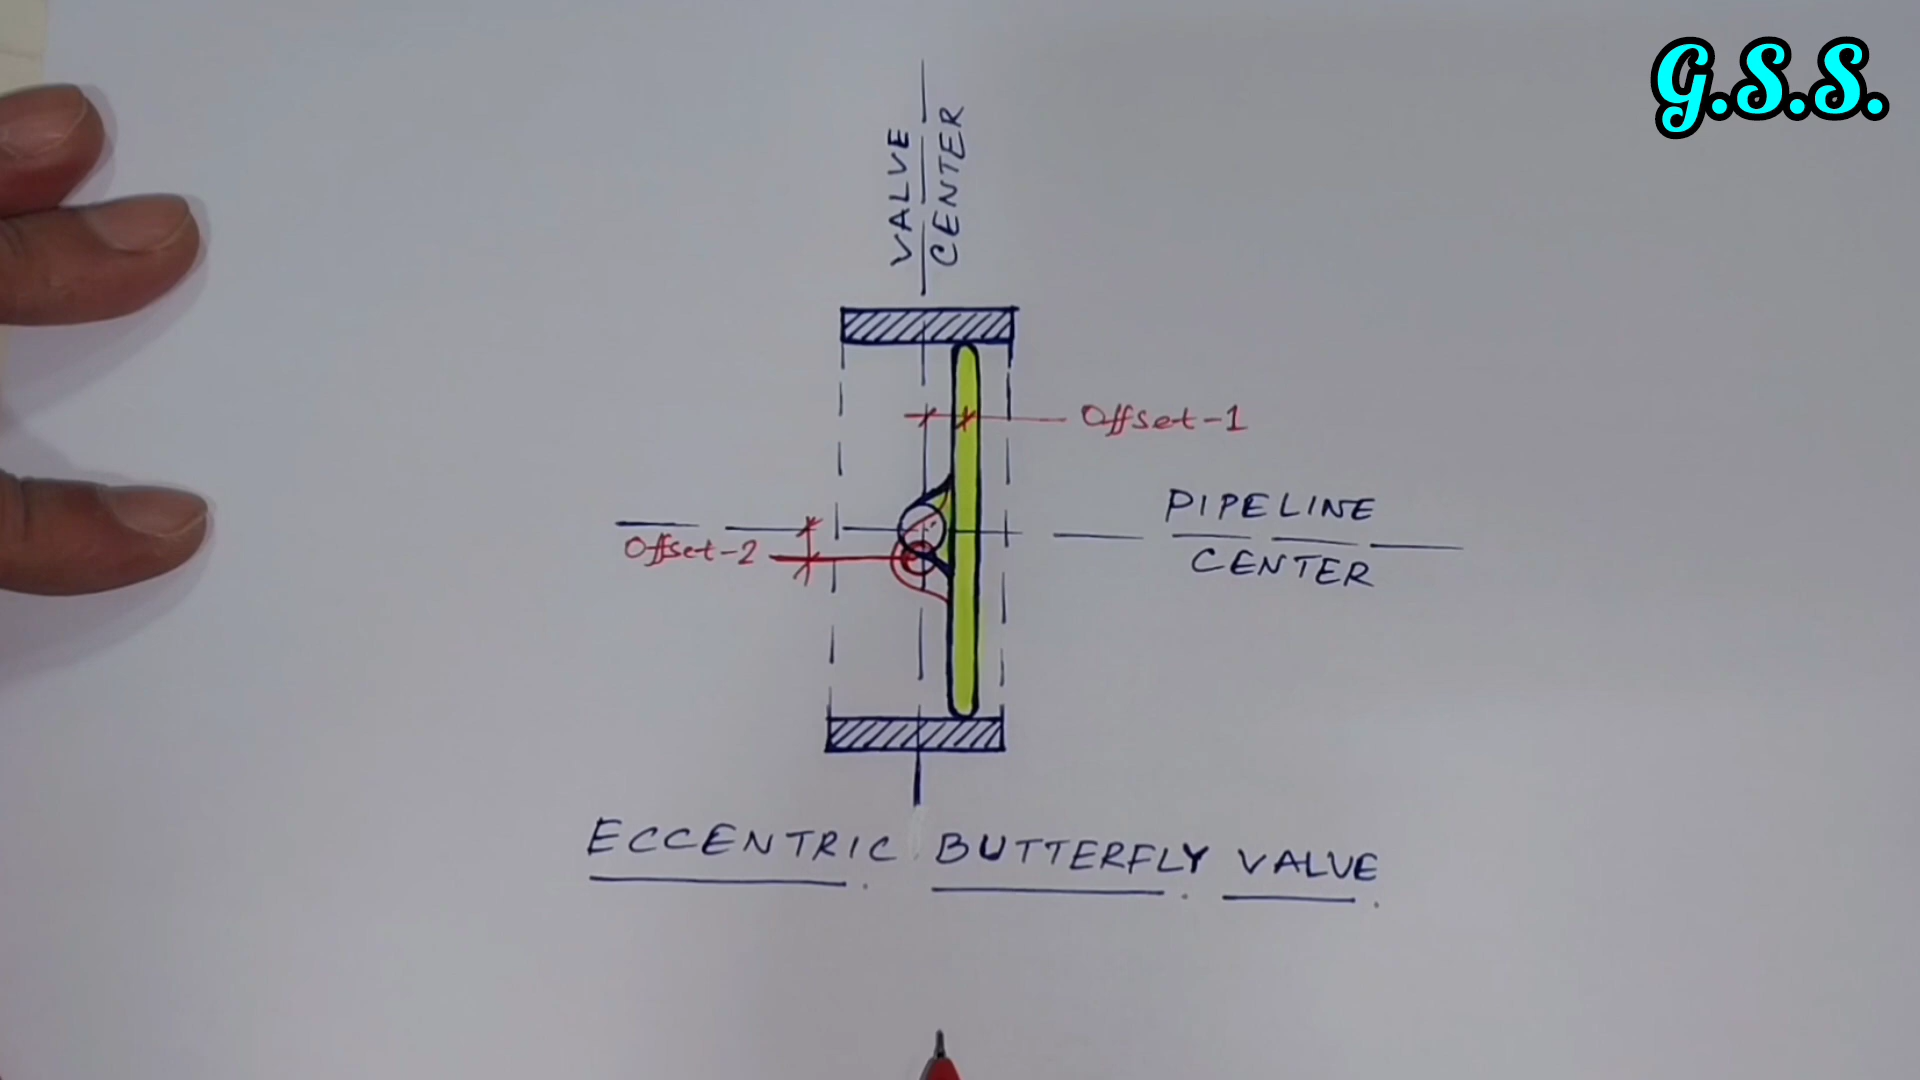 G.S.S.
VALVE
CENTER
Offset-1
PIPELINE
CENTER
Offset-2
ECCENTRIC BUTTERFLY VALVE.